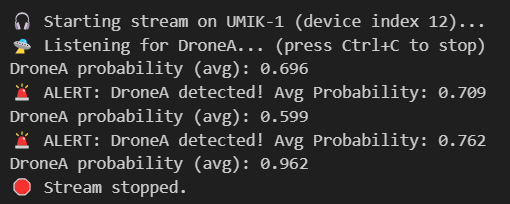 🎧 Starting stream on UMIK-1 (device index 12)...
🛸 Listening for DroneA... (press Ctrl+C to stop)
DroneA probability (avg): 0.696
🚨 ALERT: DroneA detected! Avg Probability: 0.709
DroneA probability (avg): 0.599
🚨 ALERT: DroneA detected! Avg Probability: 0.762
DroneA probability (avg): 0.962
🛑 Stream stopped.